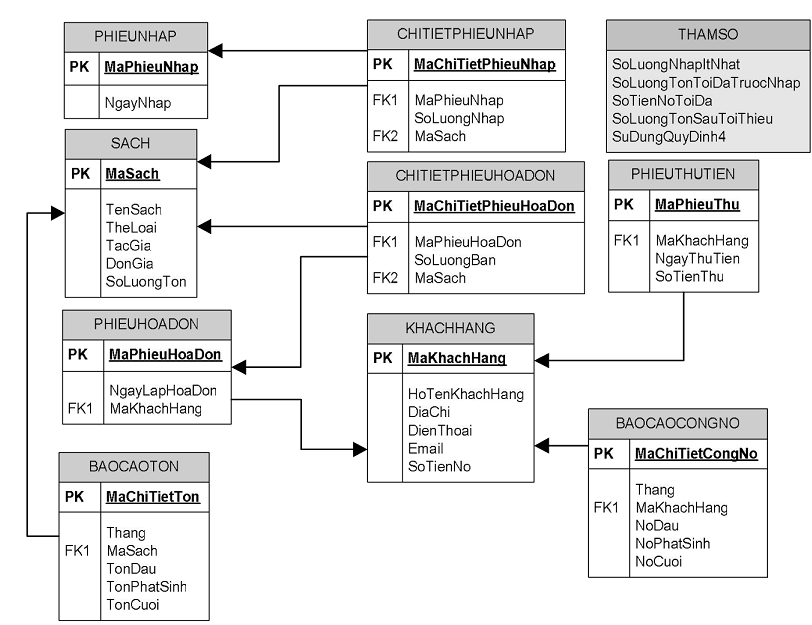 PHIEUNHAP
PK MaPhieuNhap
NgayNhap
CHITIETPHIEUNHAP
PK MaChiTietPhieuNhap
FK1 MaPhieuNhap
SoLuongNhap
FK2 MaSach
THAMSO
SoLuongNhapItNhat
SoLuongTonToiDaTruocNhap
SoTienNoToiDa
SoLuongTonSauToiThieu
SuDungQuyDinh4
SACH
PK MaSach
TenSach
TheLoai
TacGia
DonGia
SoLuongTon
CHITIETPHIEUHOADON
PK MaChiTietPhieuHoaDon
FK1 MaPhieuHoaDon
SoLuongBan
FK2 MaSach
PHIEUTHUTIEN
PK MaPhieuThu
FK1 MaKhachHang
NgayThuTien
SoTienThu
PHIEUHOADON
PK MaPhieuHoaDon
NgayLapHoaDon
FK1 MaKhachHang
KHACHHANG
PK MaKhachHang
HoTenKhachHang
DiaChi
DienThoai
Email
SoTienNo
BAOCAOCONGNO
PK MaChiTietCongNo
Thang
FK1 MaKhachHang
NoDau
NoPhatSinh
NoCuoi
BAOCAOTON
PK MaChiTietTon
Thang
FK1 MaSach
TonDau
TonPhatSinh
TonCuoi